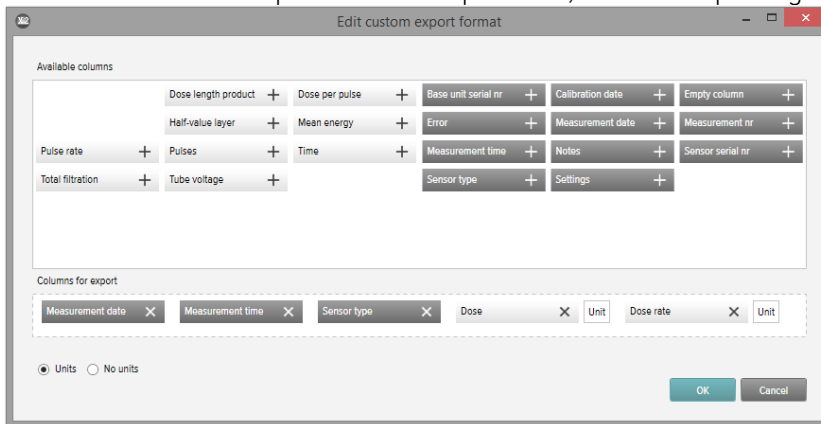 Edit custom export format
Available columns
Dose length product Dose per pulse Base unit serial nr Calibration date Empty column
Half-value layer Mean energy Error Measurement date Measurement nr
Pulse rate Pulses Time Measurement time Notes Sensor serial nr
Total filtration Tube voltage Sensor type Settings
Columns for export
Measurement date Measurement time Sensor type Dose Unit Dose rate Unit
Units No units
OK Cancel